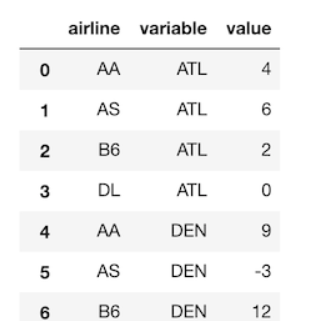 airline variable value
0 AA ATL 4
1 AS ATL 6
2 B6 ATL 2
3 DL ATL 0
4 AA DEN 9
5 AS DEN -3
6 B6 DEN 12